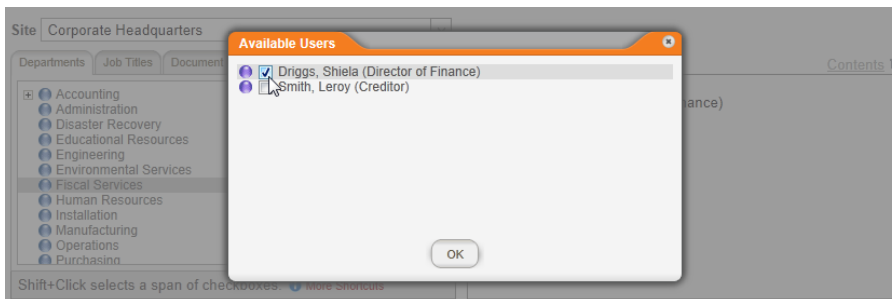 Site Corporate Headquarters
Available Users
Departments Job Titles Document
Contents
Driggs, Shiela (Director of Finance)
Smith, Leroy (Creditor)
ance)
Accounting
Administration
Disaster Recovery
Educational Resources
Engineering
Environmental Services
Fiscal Services
Human Resources
Installation
Manufacturing
Operations
Purchasing
OK
Shift+Click selects a span of checkboxes. More Shortcuts